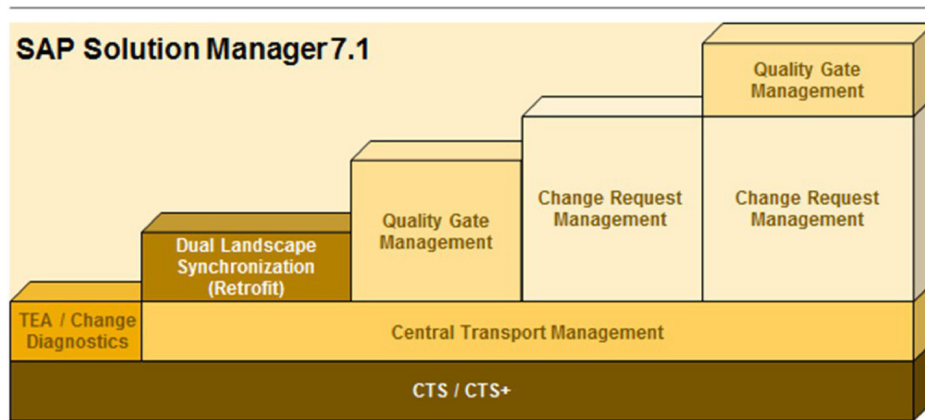 SAP Solution Manager 7.1
Quality Gate
Management
Change Request
Management
Change Request
Management
Quality Gate
Management
Dual Landscape
Synchronization
(Retrofit)
TEA / Change
Diagnostics
Central Transport Management
CTS / CTS+